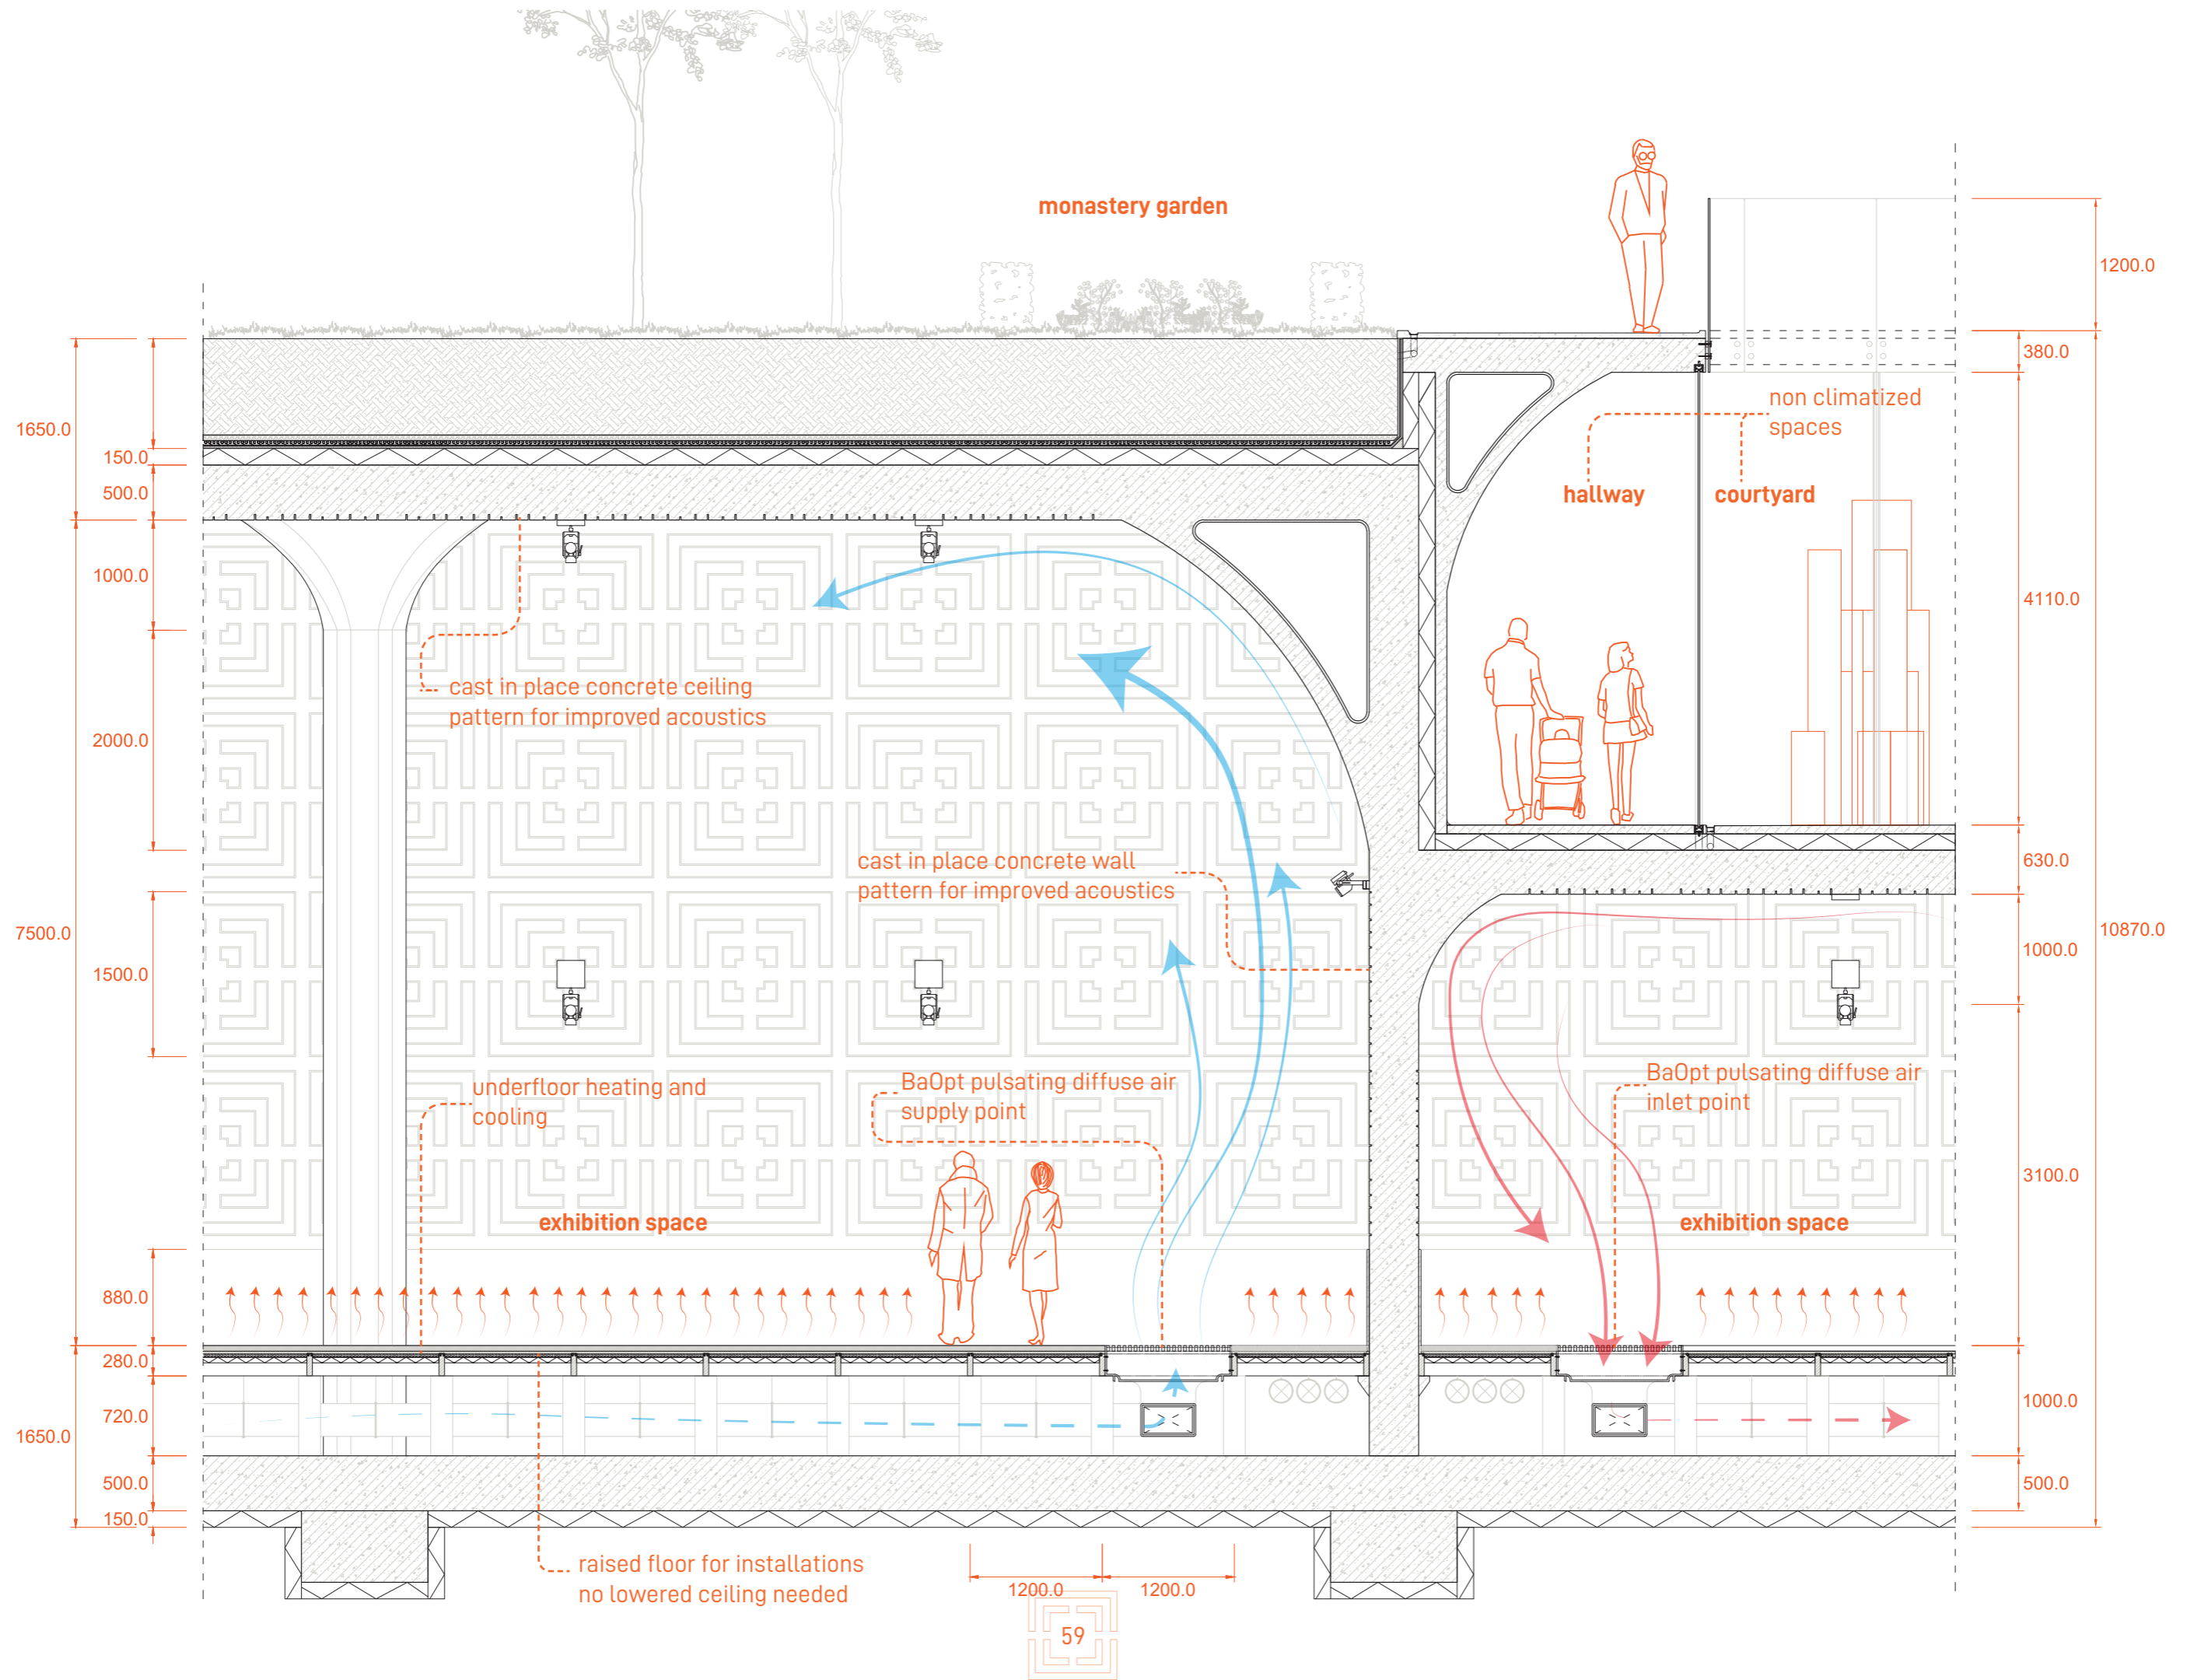 monastery garden
1200.0
380.0
non climatized
spaces
1650.0
150.0
500.0
hallway
courtyard
1000.0
4110.0
cast in place concrete ceiling
pattern for improved acoustics
2000.0
cast in place concrete wall
pattern for improved acoustics
630.0
7500.0
1500.0
1000.0
10870.0
underfloor heating and
cooling
BaOpt pulsating diffuse air
supply point
BaOpt pulsating diffuse air
inlet point
3100.0
exhibition space
exhibition space
880.0
280.0
720.0
1650.0
500.0
150.0
1000.0
500.0
raised floor for installations
no lowered ceiling needed
1200.0
1200.0
59